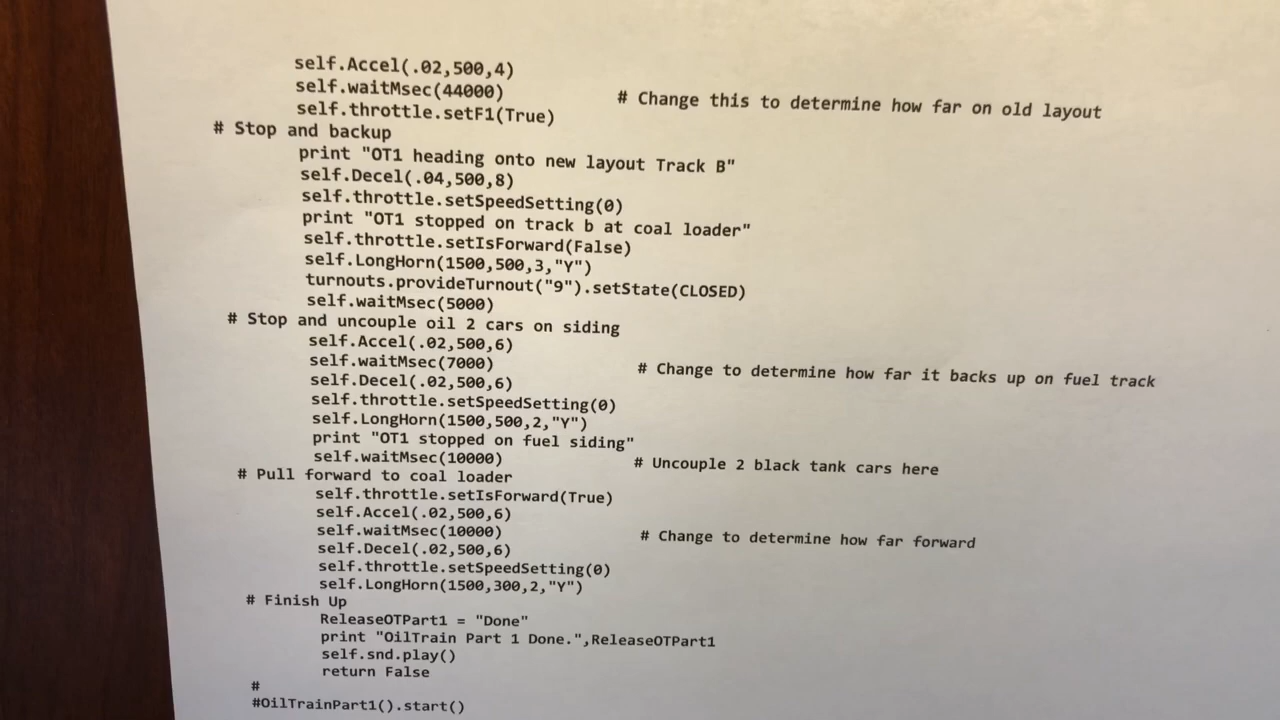 self.Accel(.02,500,4)
self.waitMsec(44000) # Change this to determine how far on old layout
self.throttle.setF1(True)
# Stop and backup
print "OT1 heading onto new layout Track B"
self.Decel(.04,500,8)
self.throttle.setSpeedSetting(0)
print "OT1 stopped on track b at coal loader"
self.throttle.setIsForward(False)
self.LongHorn(1500,500,3,"Y")
turnouts.provideTurnout("9").setState(CLOSED)
self.waitMsec(5000)
# Stop and uncouple oil 2 cars on siding
self.Accel(.02,500,6)
self.waitMsec(7000) # Change to determine how far it backs up on fuel track
self.Decel(.02,500,6)
self.throttle.setSpeedSetting(0)
self.LongHorn(1500,500,2,"Y")
print "OT1 stopped on fuel siding"
self.waitMsec(10000) # Uncouple 2 black tank cars here
# Pull forward to coal loader
self.throttle.setIsForward(True)
self.Accel(.02,500,6)
self.waitMsec(10000) # Change to determine how far forward
self.Decel(.02,500,6)
self.throttle.setSpeedSetting(0)
self.LongHorn(1500,300,2,"Y")
# Finish Up
ReleaseOTPart1 = "Done"
print "OilTrain Part 1 Done.",ReleaseOTPart1
self.snd.play()
return False
#
#OilTrainPart1().start()